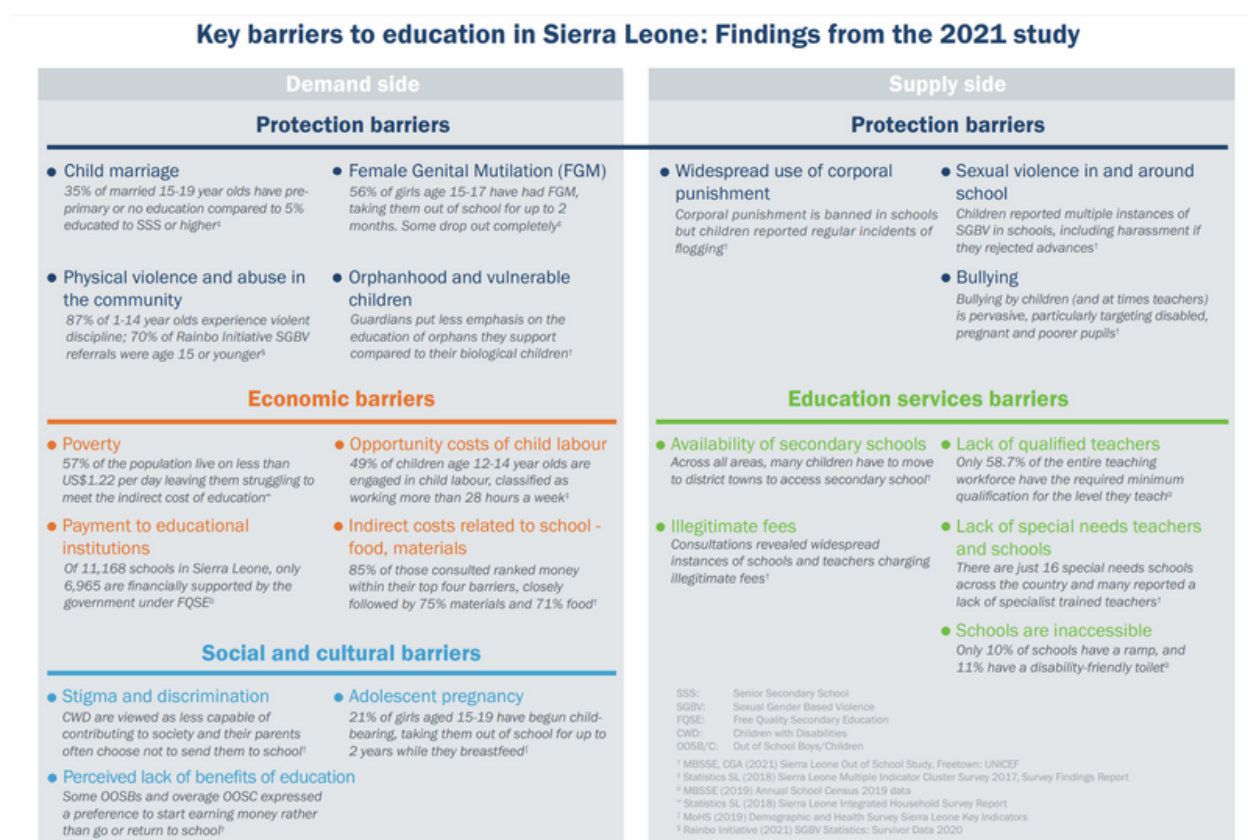 Key barriers to education in Sierra Leone: Findings from the 2021 study
Demand side
Protection barriers
● Child marriage
35% of married 15-19 year olds have pre-
primary or no education compared to 5%
educated to SSS or higher‡
● Female Genital Mutilation (FGM)
56% of girls age 15-17 have had FGM,
taking them out of school for up to 2
months. Some drop out completely‡
● Physical violence and abuse in
the community
87% of 1-14 year olds experience violent
discipline; 70% of Rainbo Initiative SGBV
referrals were age 15 or younger§
● Orphanhood and vulnerable
children
Guardians put less emphasis on the
education of orphans they support
compared to their biological children†
Economic barriers
● Poverty
57% of the population live on less than
US$1.22 per day leaving them struggling to
meet the indirect cost of education~
● Opportunity costs of child labour
49% of children age 12-14 year olds are
engaged in child labour, classified as
working more than 28 hours a week‡
● Payment to educational
institutions
Of 11,168 schools in Sierra Leone, only
6,965 are financially supported by the
government under FQSE
● Indirect costs related to school -
food, materials
85% of those consulted ranked money
within their top four barriers, closely
followed by 75% materials and 71% food†
Social and cultural barriers
● Stigma and discrimination
CWD are viewed as less capable of
contributing to society and their parents
often choose not to send them to school†
● Adolescent pregnancy
21% of girls aged 15-19 have begun child-
bearing, taking them out of school for up to
2 years while they breastfeed
● Perceived lack of benefits of education
Some OOSBs and overage OOSC expressed
a preference to start earning money rather
than go or return to school†
Supply side
Protection barriers
● Widespread use of corporal
punishment
Corporal punishment is banned in schools
but children reported regular incidents of
flogging†
● Sexual violence in and around
school
Children reported multiple instances of
SGBV in schools, including harassment if
they rejected advances†
● Bullying
Bullying by children (and at times teachers)
is pervasive, particularly targeting disabled,
pregnant and poorer pupils†
Education services barriers
● Availability of secondary schools
Across all areas, many children have to move
to district towns to access secondary school†
● Lack of qualified teachers
Only 58.7% of the entire teaching
workforce have the required minimum
qualification for the level they teach
● Illegitimate fees
Consultations revealed widespread
instances of schools and teachers charging
illegitimate fees†
● Lack of special needs teachers
and schools
There are just 16 special needs schools
across the country and many reported a
lack of specialist trained teachers†
● Schools are inaccessible
Only 10% of schools have a ramp, and
11% have a disability-friendly toilet
SSS: Senior Secondary School
SGBV: Sexual Gender Based Violence
FQSE: Free Quality Secondary Education
CWD: Children with Disabilities
OOSB/C: Out of School Boys/Children
† MBSSE, CGA (2021) Sierra Leone Out of School Study, Freetown: UNICEF
‡ Statistics SL (2018) Sierra Leone Multiple Indicator Cluster Survey 2017, Survey Findings Report
MBSSE (2019) Annual School Census 2019 data
~ Statistics SL (2018) Sierra Leone Integrated Household Survey Report
MoHS (2019) Demographic and Health Survey Sierra Leone Key Indicators
§ Rainbo Initiative (2021) SGBV Statistics: Survivor Data 2020